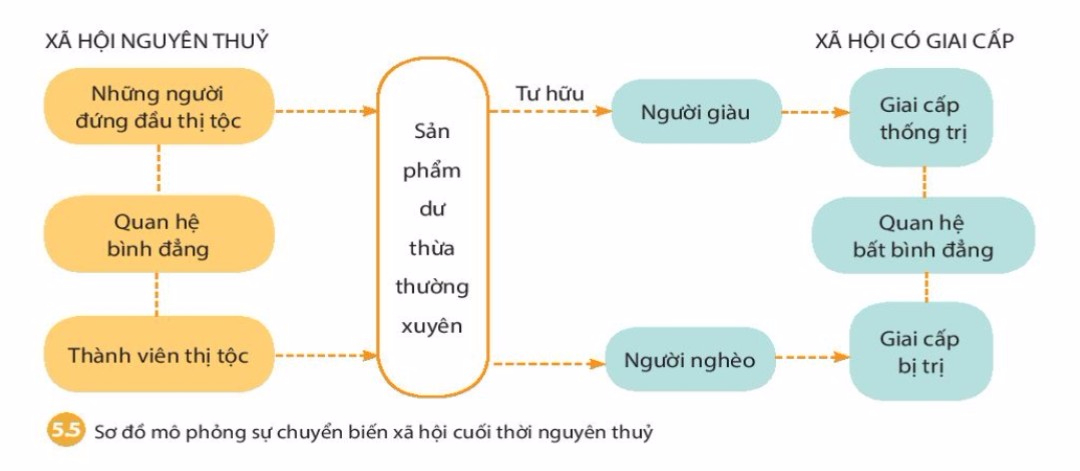 XÃ HỘI NGUYÊN THUỶ
XÃ HỘI CÓ GIAI CẤP
Những người
đứng đầu thị tộc
Quan hệ
bình đẳng
Thành viên thị tộc
Sản
phẩm
dư
thừa
thường
xuyên
Tư hữu
Người giàu
Người nghèo
Giai cấp
thống trị
Quan hệ
bất bình đẳng
Giai cấp
bị trị
5.5 Sơ đồ mô phỏng sự chuyển biến xã hội cuối thời nguyên thuỷ